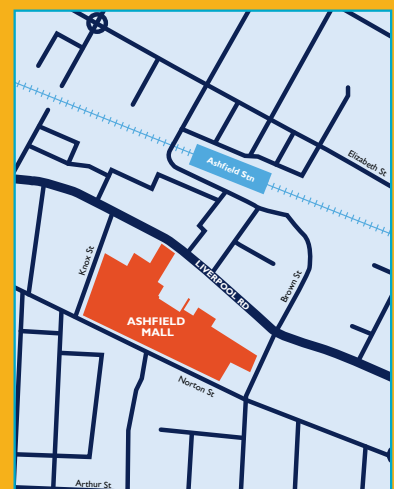 Elizabeth St.
Ashfield Stn
Knox St
LIVERPOOL RD
Brown St
ASHFIELD
MALL
Norton St
Arthur St